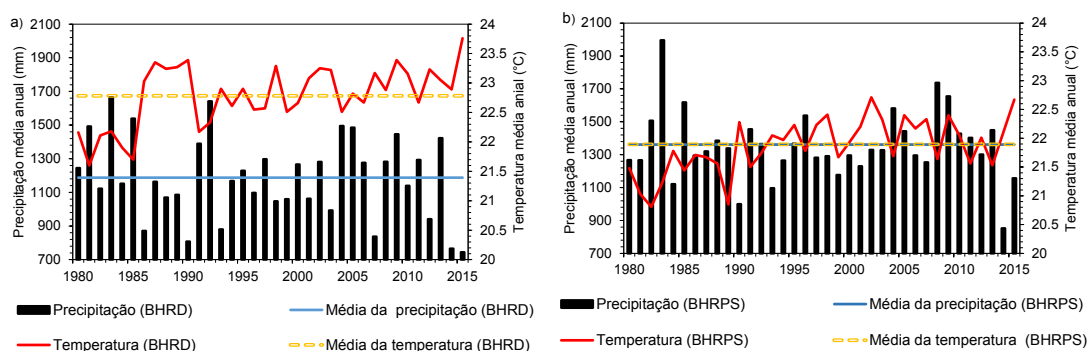 a)
Precipitação média anual (mm)
2100
1900
1700
1500
1300
1100
900
700
24
23.5
23
22.5
22
21.5
21
20.5
20
Temperatura média anial (°C)
1980 1985 1990 1995 2000 2005 2010 2015
Precipitação (BHRD)
Média da precipitação (BHRD)
Temperatura (BHRD)
Média da temperatura (BHRD)
b)
Precipitação média anual (mm)
2100
1900
1700
1500
1300
1100
900
700
24
23.5
23
22.5
22
21.5
21
20.5
20
Temperatura média anual (°C)
1980 1985 1990 1995 2000 2005 2010 2015
Precipitação (BHRPS)
Média da precipitação (BHRPS)
Temperatura (BHRPS)
Média da temperatura (BHRPS)